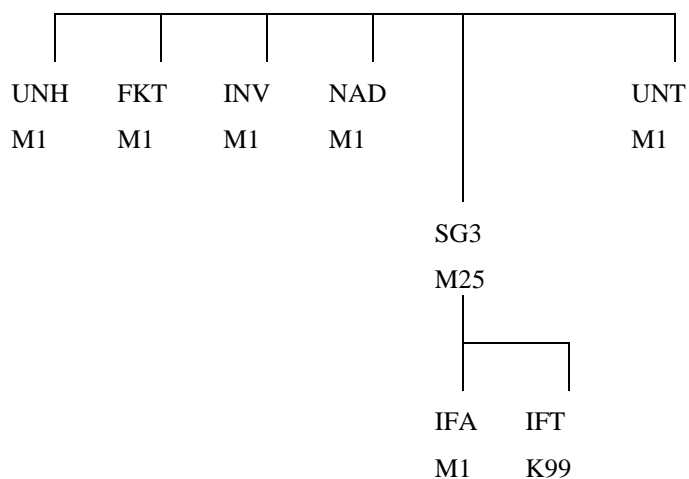 UNH FKT INV NAD UNT
M1 M1 M1 M1 M1
SG3
M25
IFA IFT
M1 K99